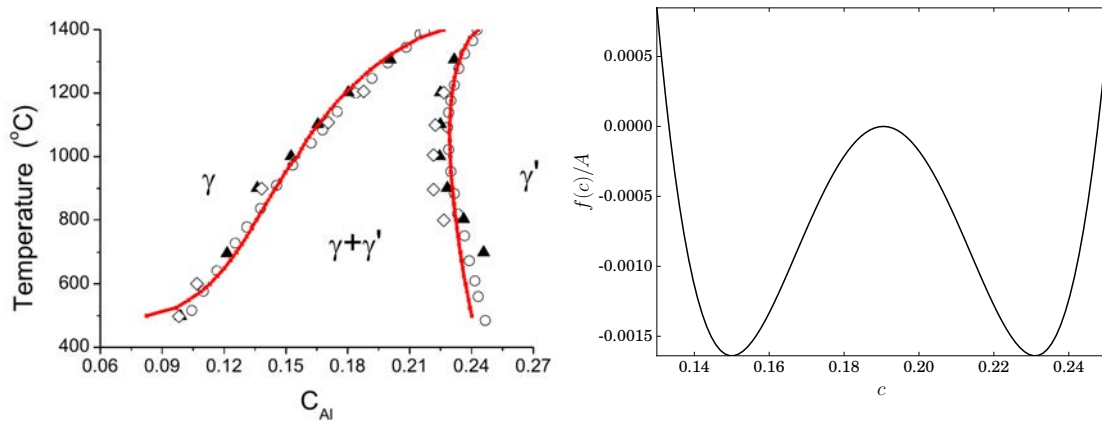 1400
1200
1000
800
600
400
Temperature (°C)
γ
γ+γ'
γ'
0.06 0.09 0.12 0.15 0.18 0.21 0.24 0.27
C_Al
0.0005
0.0000
-0.0005
-0.0010
-0.0015
f(c)/A
0.14 0.16 0.18 0.20 0.22 0.24
c